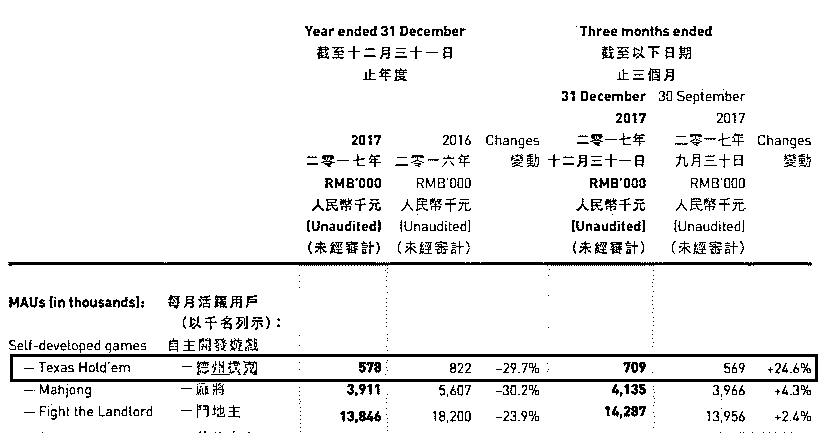 Year ended 31 December Three months ended
截至十二月三十一日 截至以下日期
止年度 止三個月
31 December 30 September
2017 2017
2017 2016 Changes 二零一七年 二零一七年 Changes
二零一七年 二零一六年 變動 十二月三十一日 九月三十日 變動
RMB'000 RMB'000 RMB'000 RMB'000
人民幣千元 人民幣千元 人民幣千元 人民幣千元
(Unaudited) (Unaudited) (Unaudited) (Unaudited)
(未經審計) (未經審計) (未經審計) (未經審計)
MAUs (in thousands): 每月活躍用戶
(以千名列示):
Self-developed games 自主開發遊戲
— Texas Hold'em —德州撲克 578 822 –29.7% 709 569 +24.6%
— Mahjong —麻將 3,911 5,607 –30.2% 4,135 3,966 +4.3%
— Fight the Landlord —鬥地主 13,846 18,200 –23.9% 14,287 13,956 +2.4%